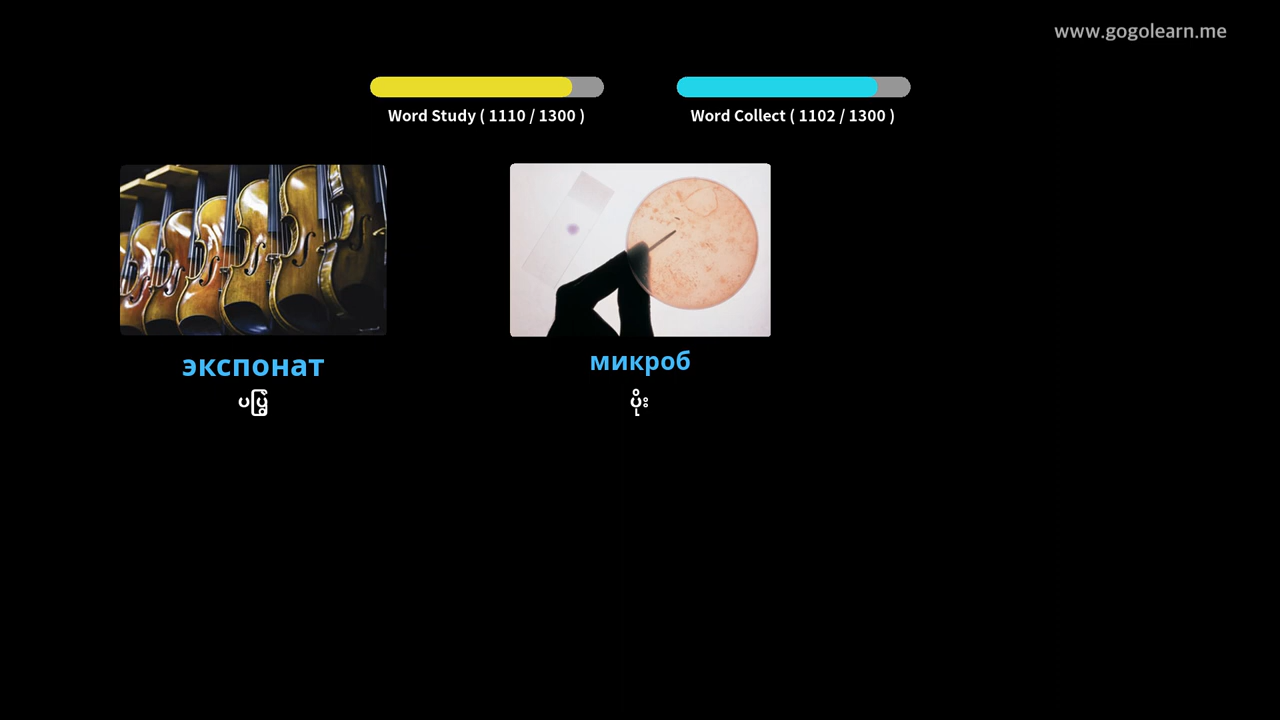 www.gogolearn.me
Word Study ( 1110 / 1300 )
Word Collect ( 1102 / 1300 )
экспонат
ပပြွဲ
микроб
ပိုး